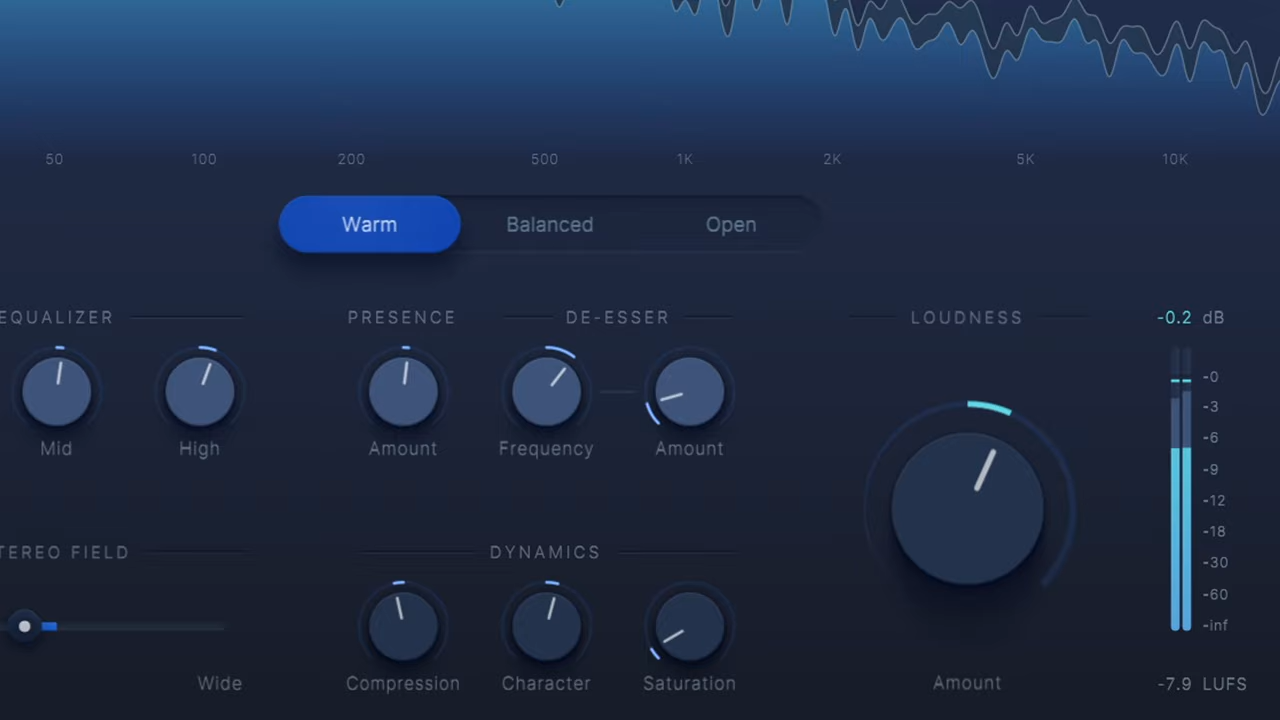 50 100 200 500 1K 2K 5K 10K
Warm Balanced Open
EQUALIZER PRESENCE DE-ESSER LOUDNESS -0.2 dB
-0
-3
-6
Mid High Amount Frequency Amount
-9
-12
-18
TEREO FIELD DYNAMICS
-30
-60
-inf
Wide Compression Character Saturation Amount -7.9 LUFS